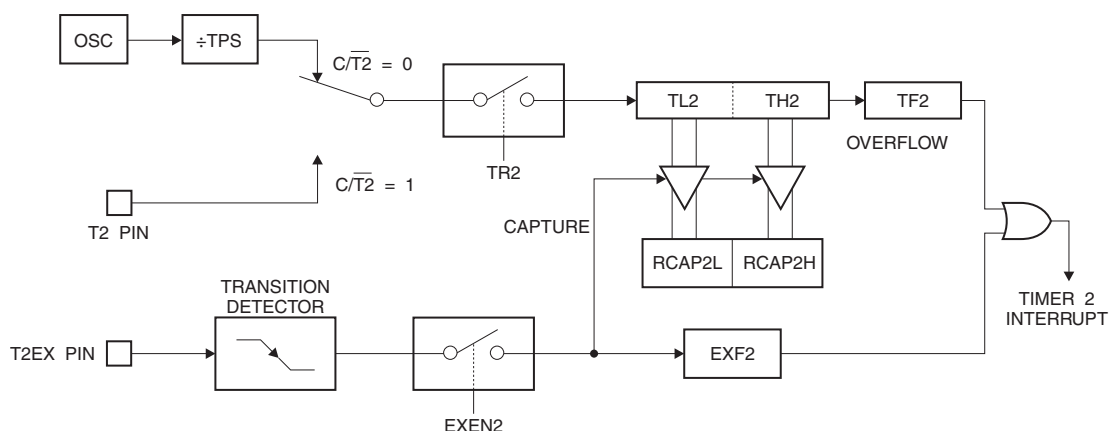 OSC
÷TPS
C/T2 = 0
TL2
TH2
TF2
OVERFLOW
TR2
C/T2 = 1
T2 PIN
CAPTURE
RCAP2L
RCAP2H
TRANSITION
DETECTOR
TIMER 2
INTERRUPT
T2EX PIN
EXF2
EXEN2